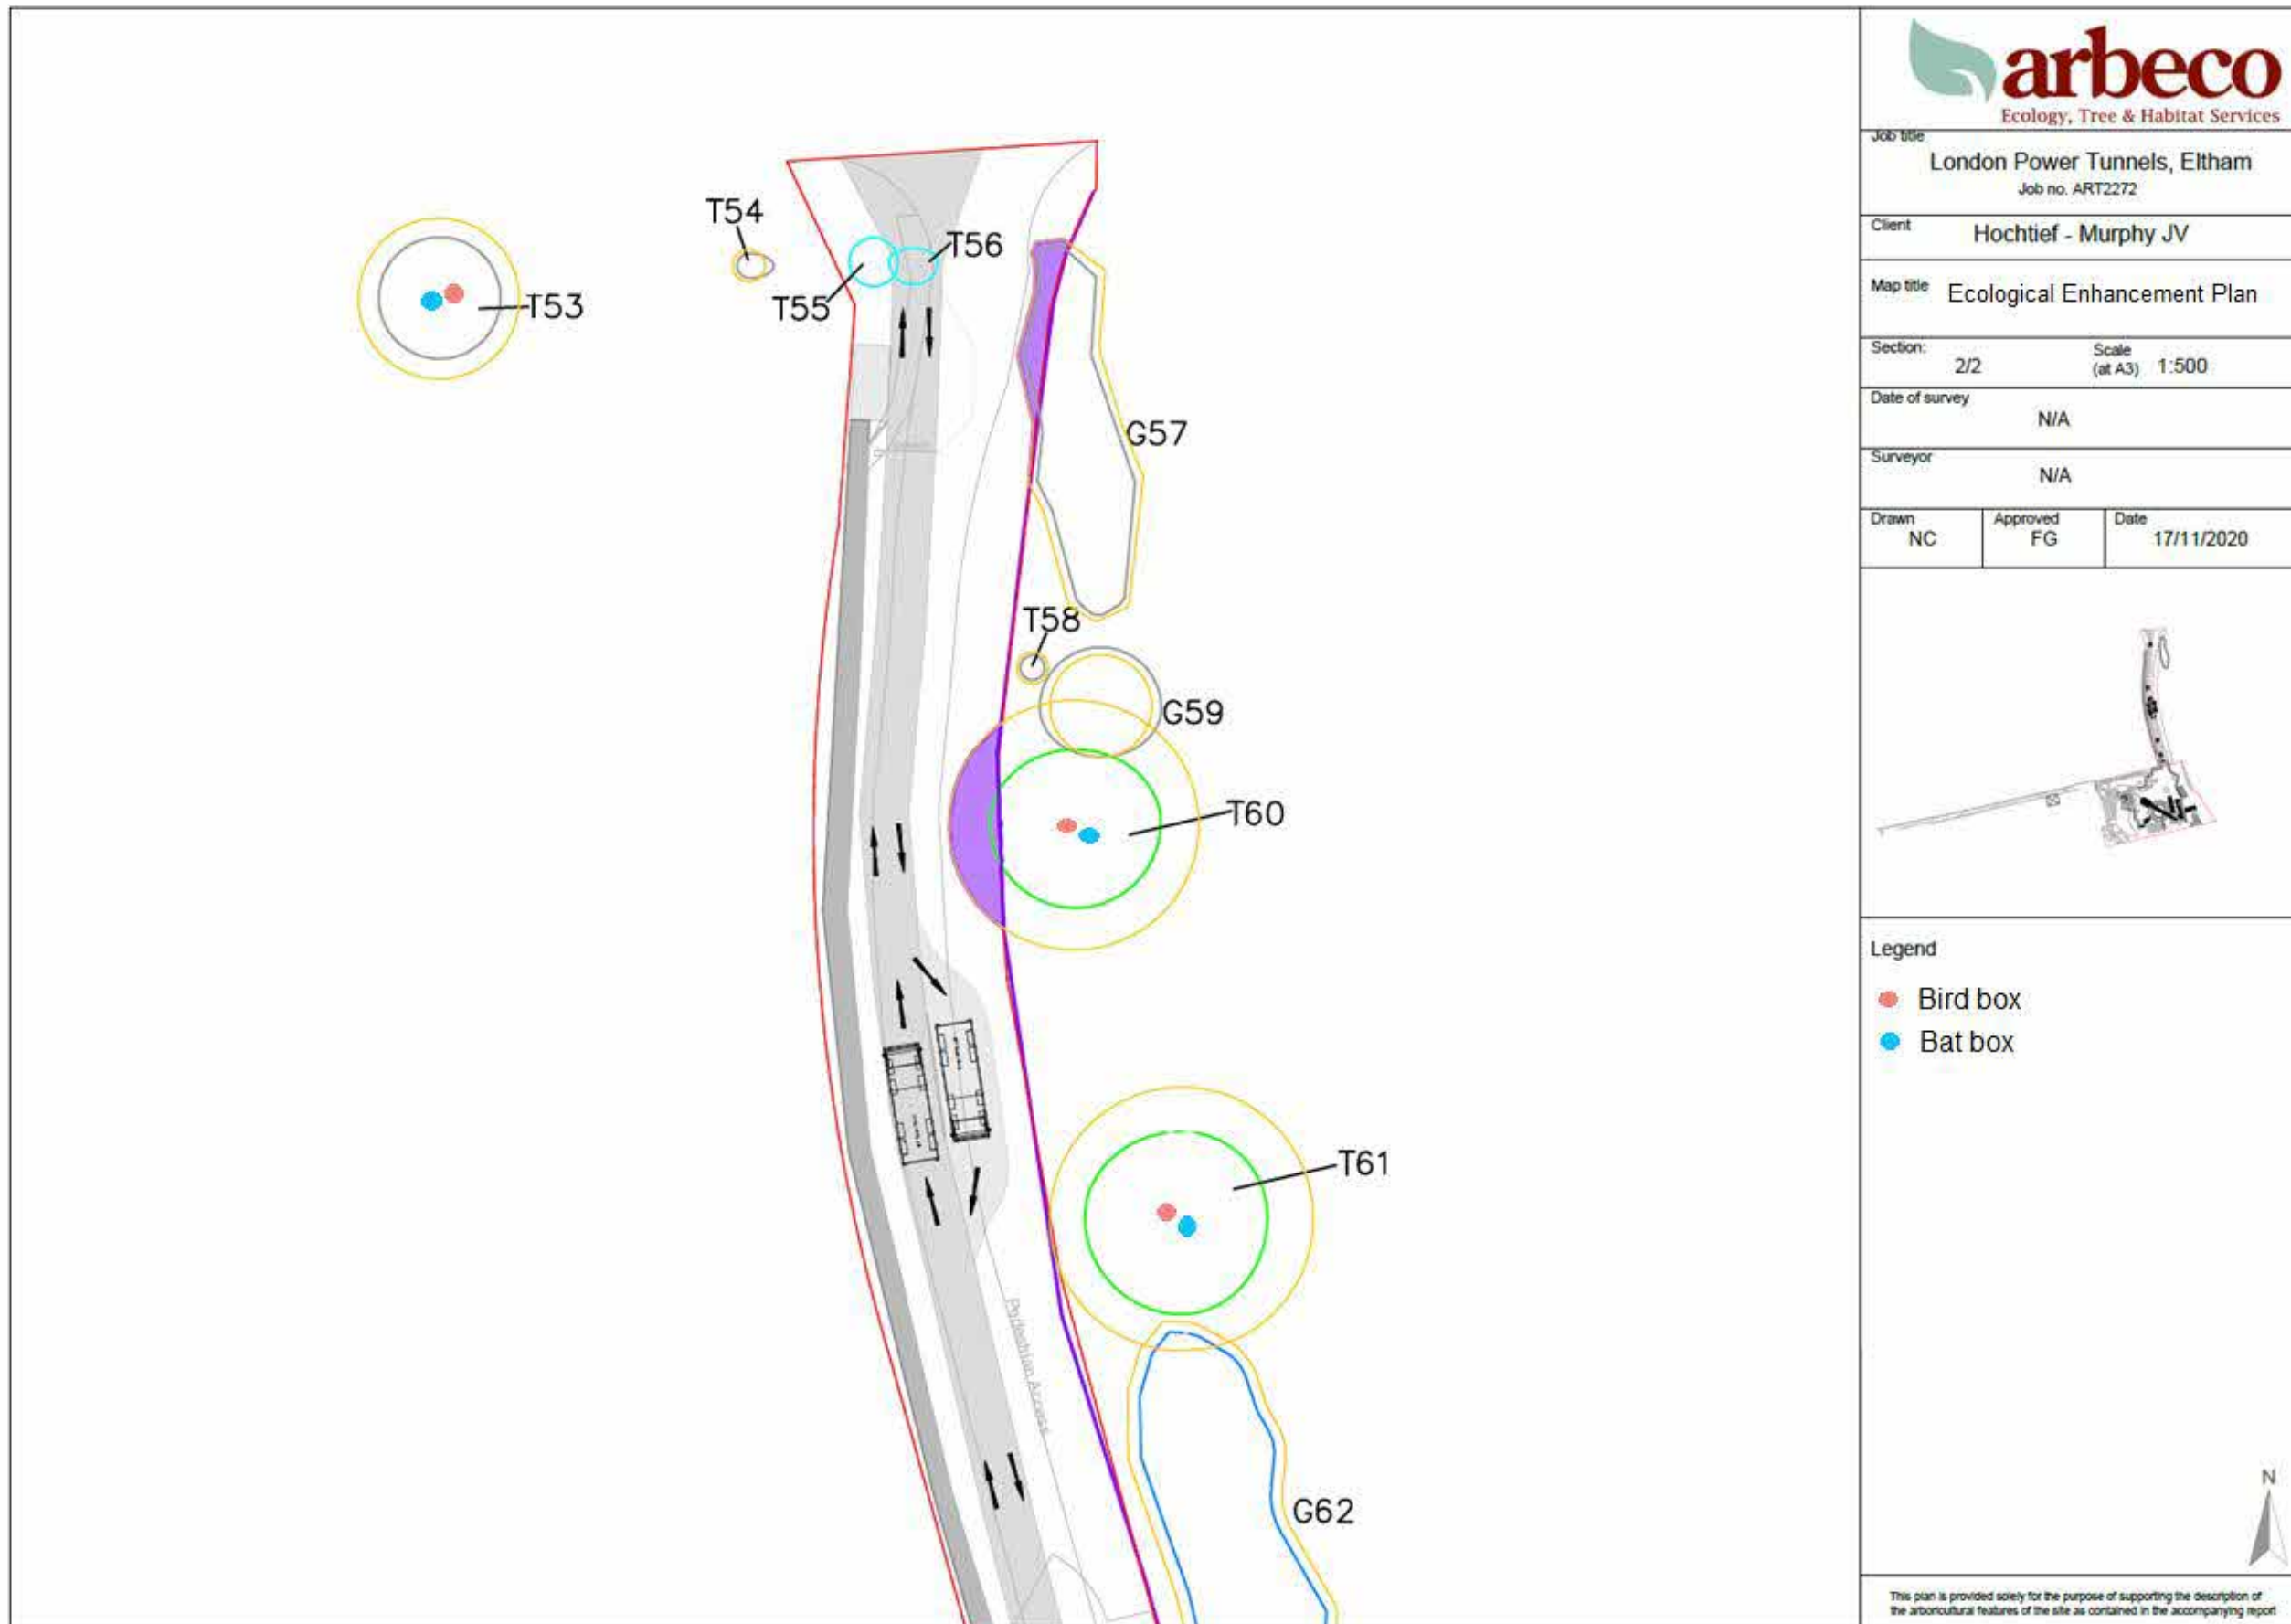 T54
T56
T55
T53
G57
T58
G59
T60
T61
Pedestrian Access
G62
arbeco
Ecology, Tree & Habitat Services
Job title
London Power Tunnels, Eltham
Job no. ART2272
Client
Hochtief - Murphy JV
Map title
Ecological Enhancement Plan
Section:
2/2
Scale
(at A3) 1:500
Date of survey
N/A
Surveyor
N/A
Drawn
NC
Approved
FG
Date
17/11/2020
Legend
Bird box
Bat box
N
This plan is provided solely for the purpose of supporting the description of
the arboricultural features of the site as contained in the accompanying report